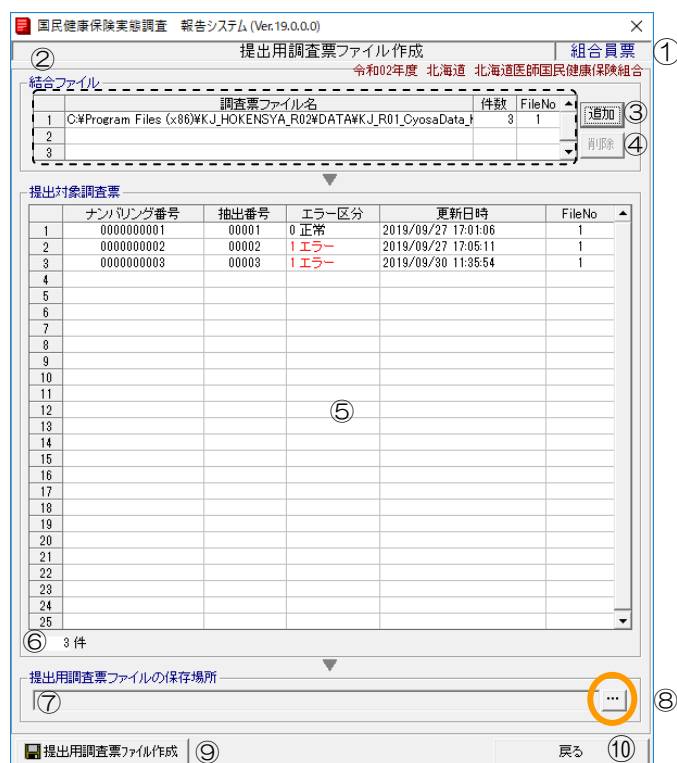 国民健康保険実態調査 報告システム (Ver.19.0.0.0)
提出用調査票ファイル作成 組合員票 ①
② 令和02年度 北海道 北海道医師国民健康保険組合
結合ファイル
調査票ファイル名 件数 FileNo
1 C:¥Program Files (x86)¥KJ_HOKENSYA_R02¥DATA¥KJ_R01_CyosaData_ 3 1
2
3
追加 ③
削除 ④
提出対象調査票
ナンバリング番号 抽出番号 エラー区分 更新日時 FileNo
1 0000000001 00001 0 正常 2019/09/27 17:01:06 1
2 0000000002 00002 1 エラー 2019/09/27 17:05:11 1
3 0000000003 00003 1 エラー 2019/09/30 11:35:54 1
4
5
6
7
8
9
10
11
12 ⑤
13
14
15
16
17
18
19
20
21
22
23
24
25
⑥ 3 件
提出用調査票ファイルの保存場所
⑦ ... ⑧
提出用調査票ファイル作成 ⑨ 戻る ⑩